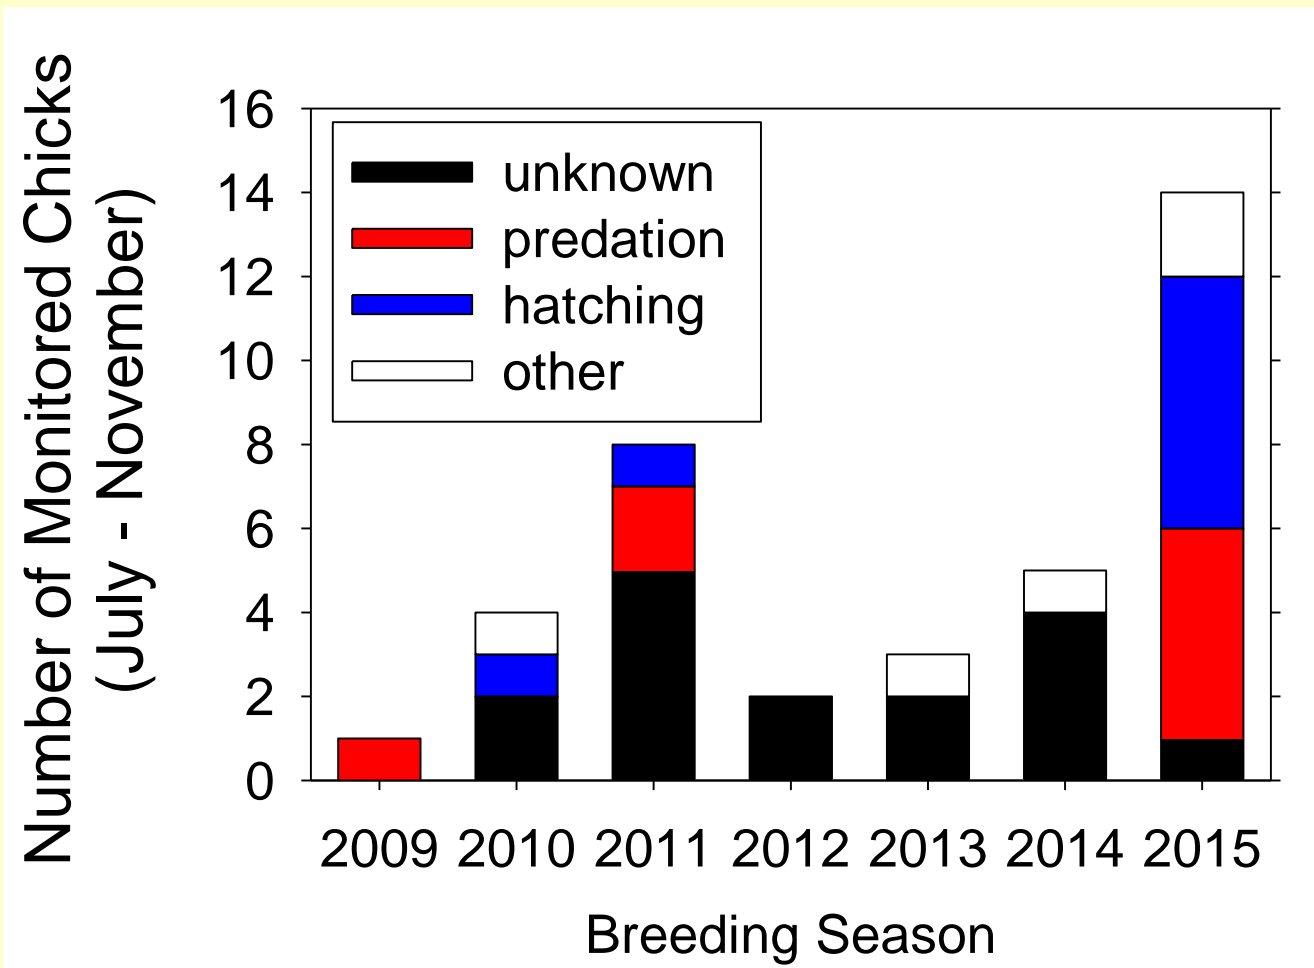 Number of Monitored Chicks
(July - November)
16
14
12
10
8
6
4
2
0
unknown
predation
hatching
other
2009 2010 2011 2012 2013 2014 2015
Breeding Season